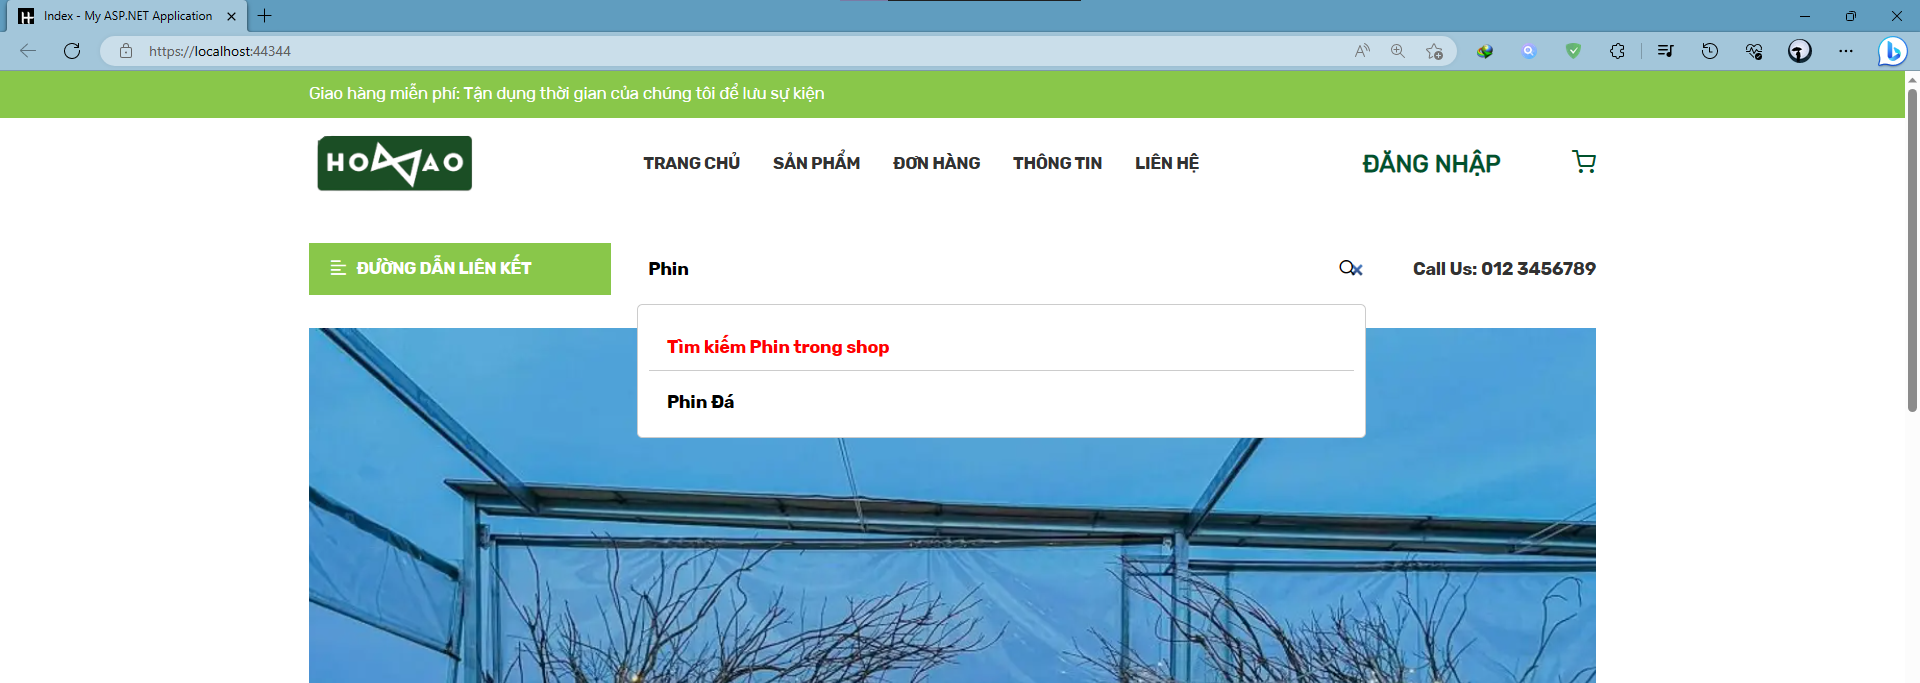 Index - My ASP.NET Application
https://localhost:44344
Giao hàng miễn phí: Tận dụng thời gian của chúng tôi để lưu sự kiện
HOMAO
TRANG CHỦ SẢN PHẨM ĐƠN HÀNG THÔNG TIN LIÊN HỆ
ĐĂNG NHẬP
ĐƯỜNG DẪN LIÊN KẾT
Phin
Call Us: 012 3456789
Tìm kiếm Phin trong shop
Phin Đá